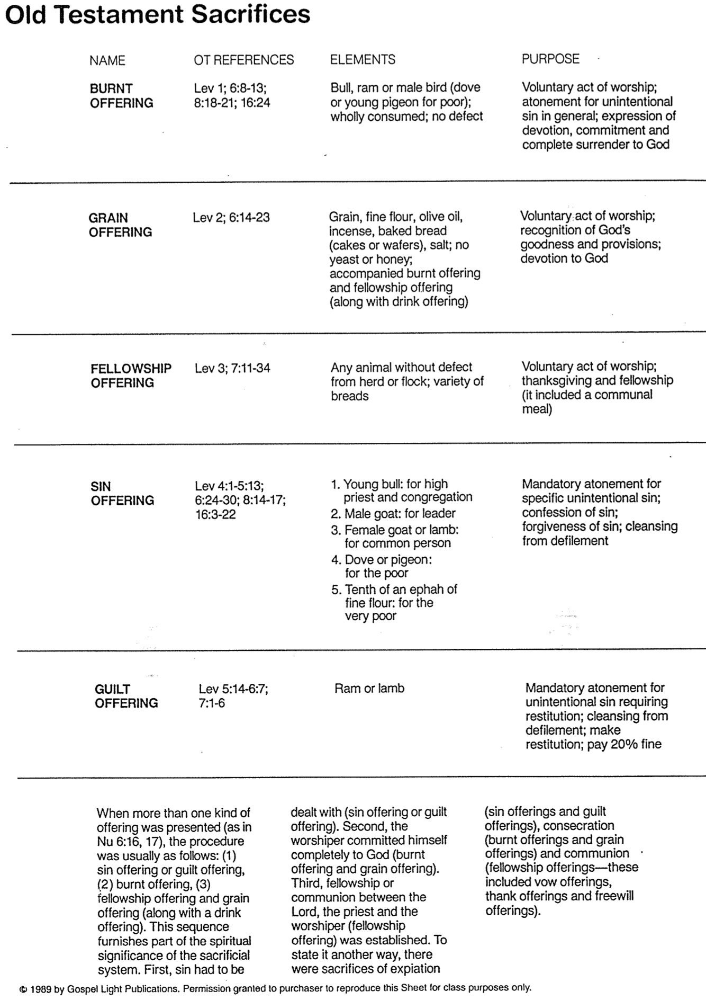 Old Testament Sacrifices
NAME OT REFERENCES ELEMENTS PURPOSE
BURNT
OFFERING
Lev 1; 6:8-13;
8:18-21; 16:24
Bull, ram or male bird (dove
or young pigeon for poor);
wholly consumed; no defect
Voluntary act of worship;
atonement for unintentional
sin in general; expression of
devotion, commitment and
complete surrender to God
GRAIN
OFFERING
Lev 2; 6:14-23
Grain, fine flour, olive oil,
incense, baked bread
(cakes or wafers), salt; no
yeast or honey;
accompanied burnt offering
and fellowship offering
(along with drink offering)
Voluntary act of worship;
recognition of God's
goodness and provisions;
devotion to God
FELLOWSHIP
OFFERING
Lev 3; 7:11-34
Any animal without defect
from herd or flock; variety of
breads
Voluntary act of worship;
thanksgiving and fellowship
(it included a communal
meal)
SIN
OFFERING
Lev 4:1-5:13;
6:24-30; 8:14-17;
16:3-22
1. Young bull: for high
priest and congregation
2. Male goat: for leader
3. Female goat or lamb:
for common person
4. Dove or pigeon:
for the poor
5. Tenth of an ephah of
fine flour: for the
very poor
Mandatory atonement for
specific unintentional sin;
confession of sin;
forgiveness of sin; cleansing
from defilement
GUILT
OFFERING
Lev 5:14-6:7;
7:1-6
Ram or lamb
Mandatory atonement for
unintentional sin requiring
restitution; cleansing from
defilement; make
restitution; pay 20% fine
When more than one kind of
offering was presented (as in
Nu 6:16, 17), the procedure
was usually as follows: (1)
sin offering or guilt offering,
(2) burnt offering, (3)
fellowship offering and grain
offering (along with a drink
offering). This sequence
furnishes part of the spiritual
significance of the sacrificial
system. First, sin had to be
dealt with (sin offering or guilt
offering). Second, the
worshiper committed himself
completely to God (burnt
offering and grain offering).
Third, fellowship or
communion between the
Lord, the priest and the
worshiper (fellowship
offering) was established. To
state it another way, there
were sacrifices of expiation
(sin offerings and guilt
offerings), consecration
(burnt offerings and grain
offerings) and communion
(fellowship offerings—these
included vow offerings,
thank offerings and freewill
offerings).
© 1989 by Gospel Light Publications. Permission granted to purchaser to reproduce this Sheet for class purposes only.